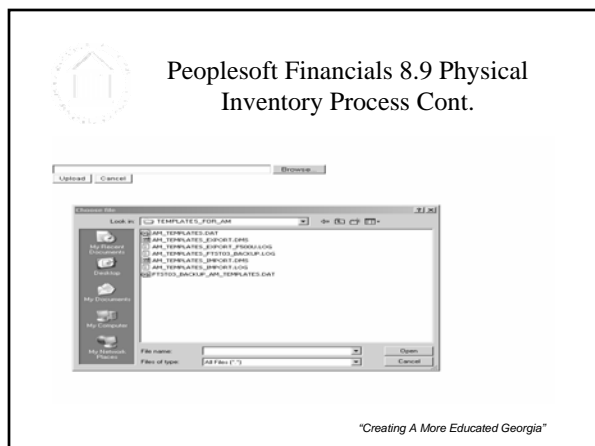 Peoplesoft Financials 8.9 Physical
Inventory Process Cont.
Browse...
Upload Cancel
Choose file
Look in: TEMPLATES_FOR_AM
AM_TEMPLATES.DAT
AM_TEMPLATES_EXPORT.DMS
AM_TEMPLATES_EXPORT_F500U.LOG
AM_TEMPLATES_FTST03_BACKUP.LOG
AM_TEMPLATES_IMPORT.DMS
AM_TEMPLATES_IMPORT.LOG
FTST03_BACKUP_AM_TEMPLATES.DAT
My Recent
Documents
Desktop
My Documents
My Computer
My Network
Places
File name: Open
Files of type: All Files (*.*) Cancel
"Creating A More Educated Georgia"